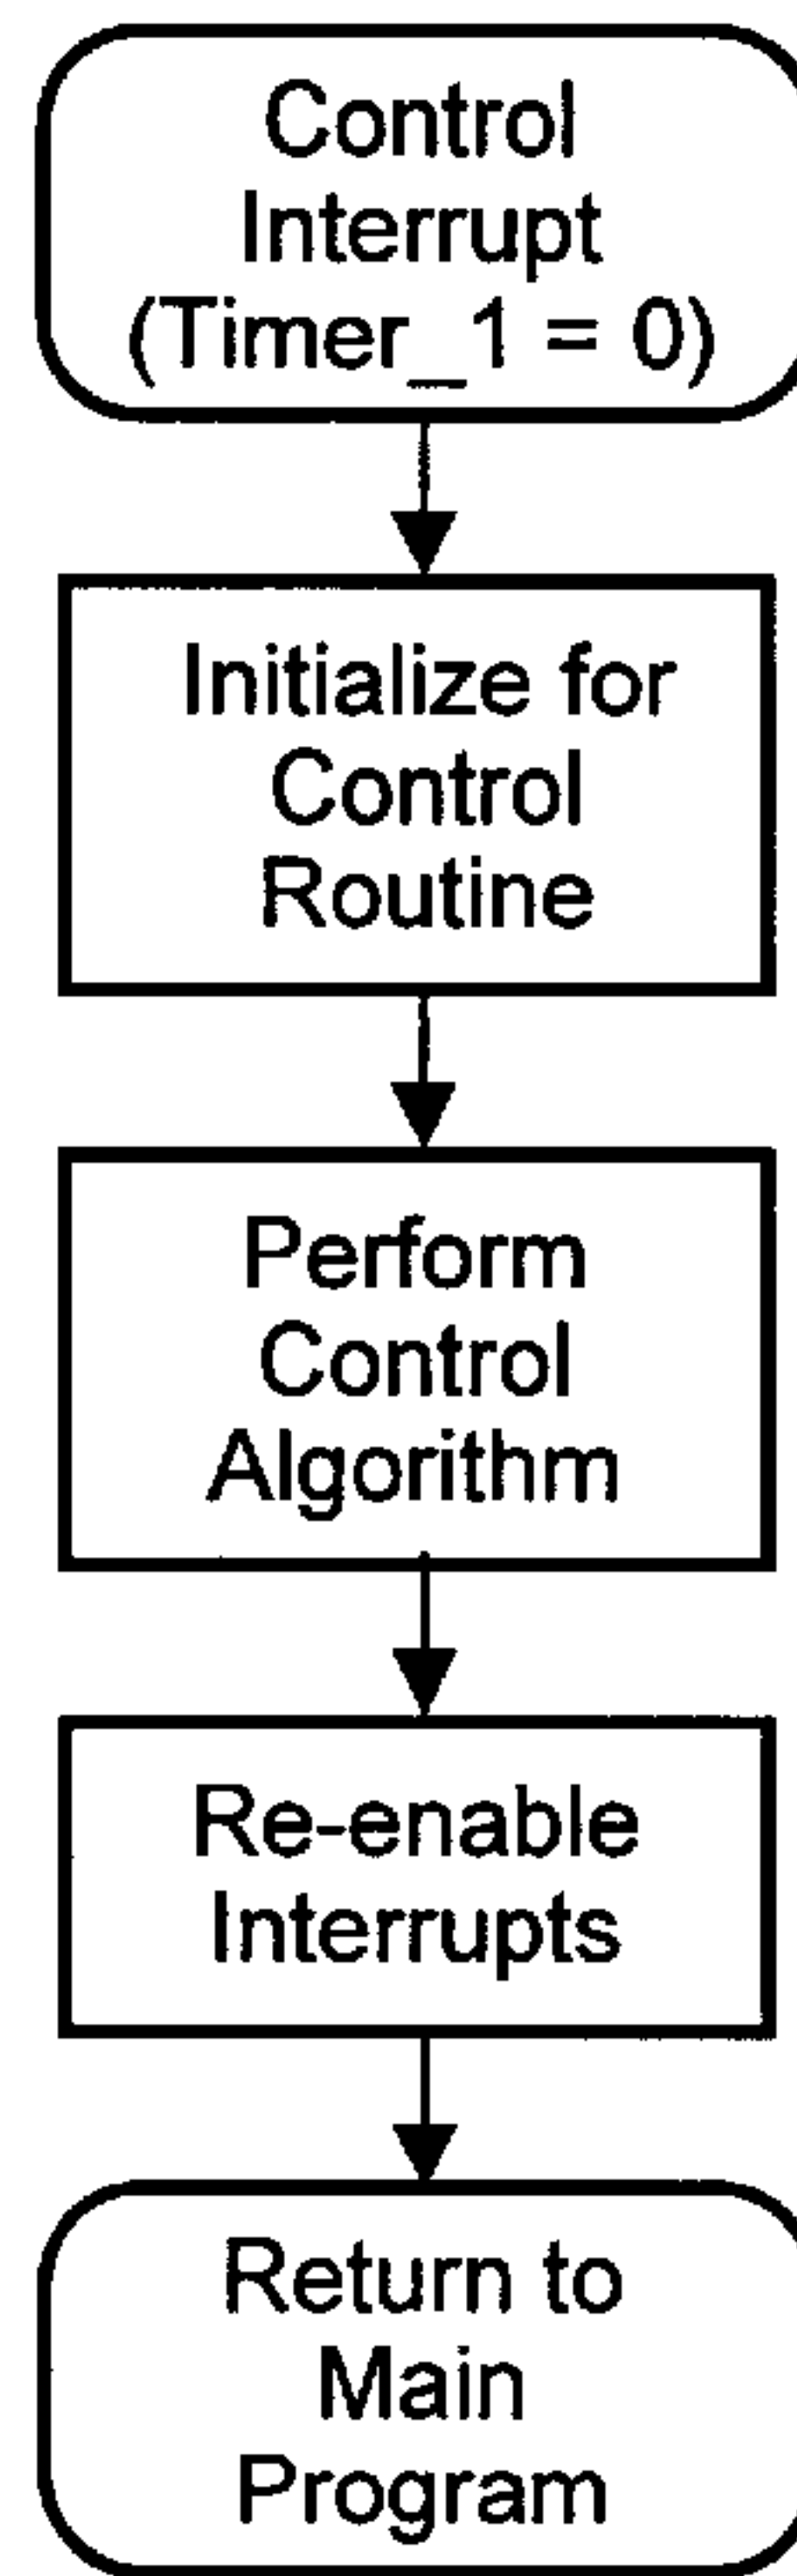 Control
Interrupt
(Timer_1 = 0)
Initialize for
Control
Routine
Perform
Control
Algorithm
Re-enable
Interrupts
Return to
Main
Program